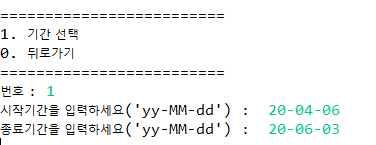 =========================
1. 기간 선택
0. 뒤로가기
=========================
번호 : 1
시작기간을 입력하세요('yy-MM-dd') :  20-04-06
종료기간을 입력하세요('yy-MM-dd') :  20-06-03